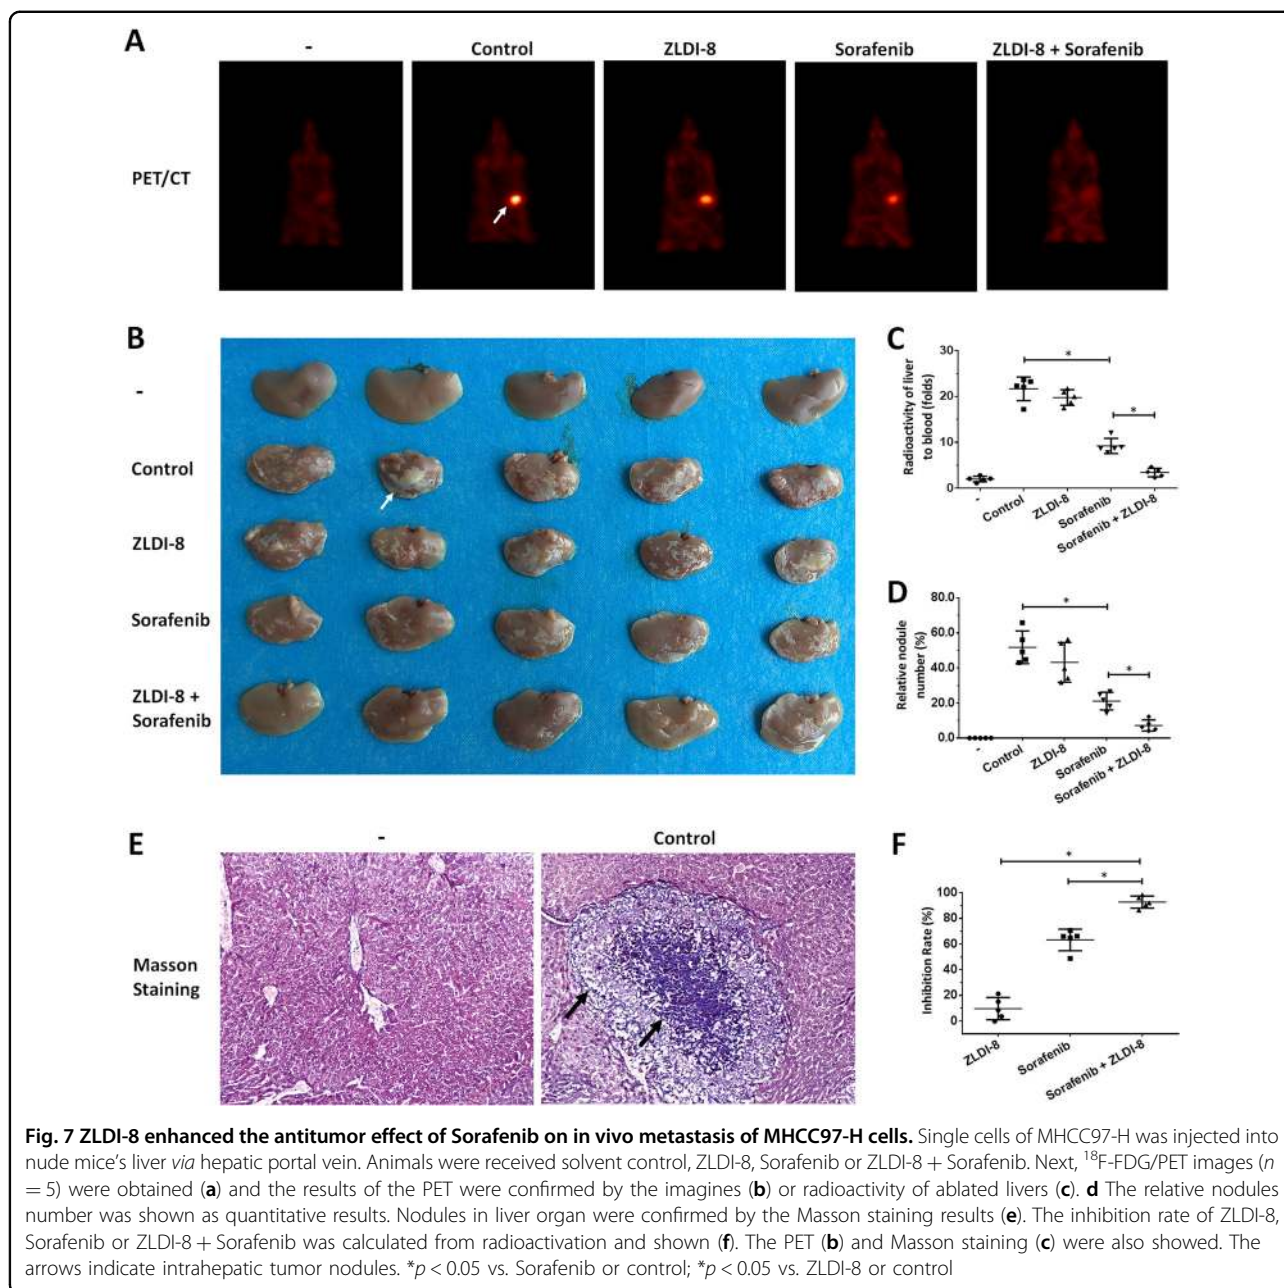 A
-
Control
ZLDI-8
Sorafenib
ZLDI-8 + Sorafenib
PET/CT
B
-
Control
ZLDI-8
Sorafenib
ZLDI-8 +
Sorafenib
C
Radioactivity of liver
to blood (folds)
30
20
10
0
*
*
-
Control
ZLDI-8
Sorafenib
Sorafenib + ZLDI-8
D
Relative nodule
number (%)
80.0
60.0
40.0
20.0
0.0
*
*
-
Control
ZLDI-8
Sorafenib
Sorafenib + ZLDI-8
E
-
Control
Masson
Staining
F
Inhibition Rate (%)
100
80
60
40
20
0
*
*
ZLDI-8
Sorafenib
Sorafenib + ZLDI-8
Fig. 7 ZLDI-8 enhanced the antitumor effect of Sorafenib on in vivo metastasis of MHCC97-H cells. Single cells of MHCC97-H was injected into
nude mice's liver via hepatic portal vein. Animals were received solvent control, ZLDI-8, Sorafenib or ZLDI-8 + Sorafenib. Next, ¹⁸F-FDG/PET images (n
= 5) were obtained (a) and the results of the PET were confirmed by the imagines (b) or radioactivity of ablated livers (c). d The relative nodules
number was shown as quantitative results. Nodules in liver organ were confirmed by the Masson staining results (e). The inhibition rate of ZLDI-8,
Sorafenib or ZLDI-8 + Sorafenib was calculated from radioactivation and shown (f). The PET (b) and Masson staining (c) were also showed. The
arrows indicate intrahepatic tumor nodules. *p < 0.05 vs. Sorafenib or control; *p < 0.05 vs. ZLDI-8 or control